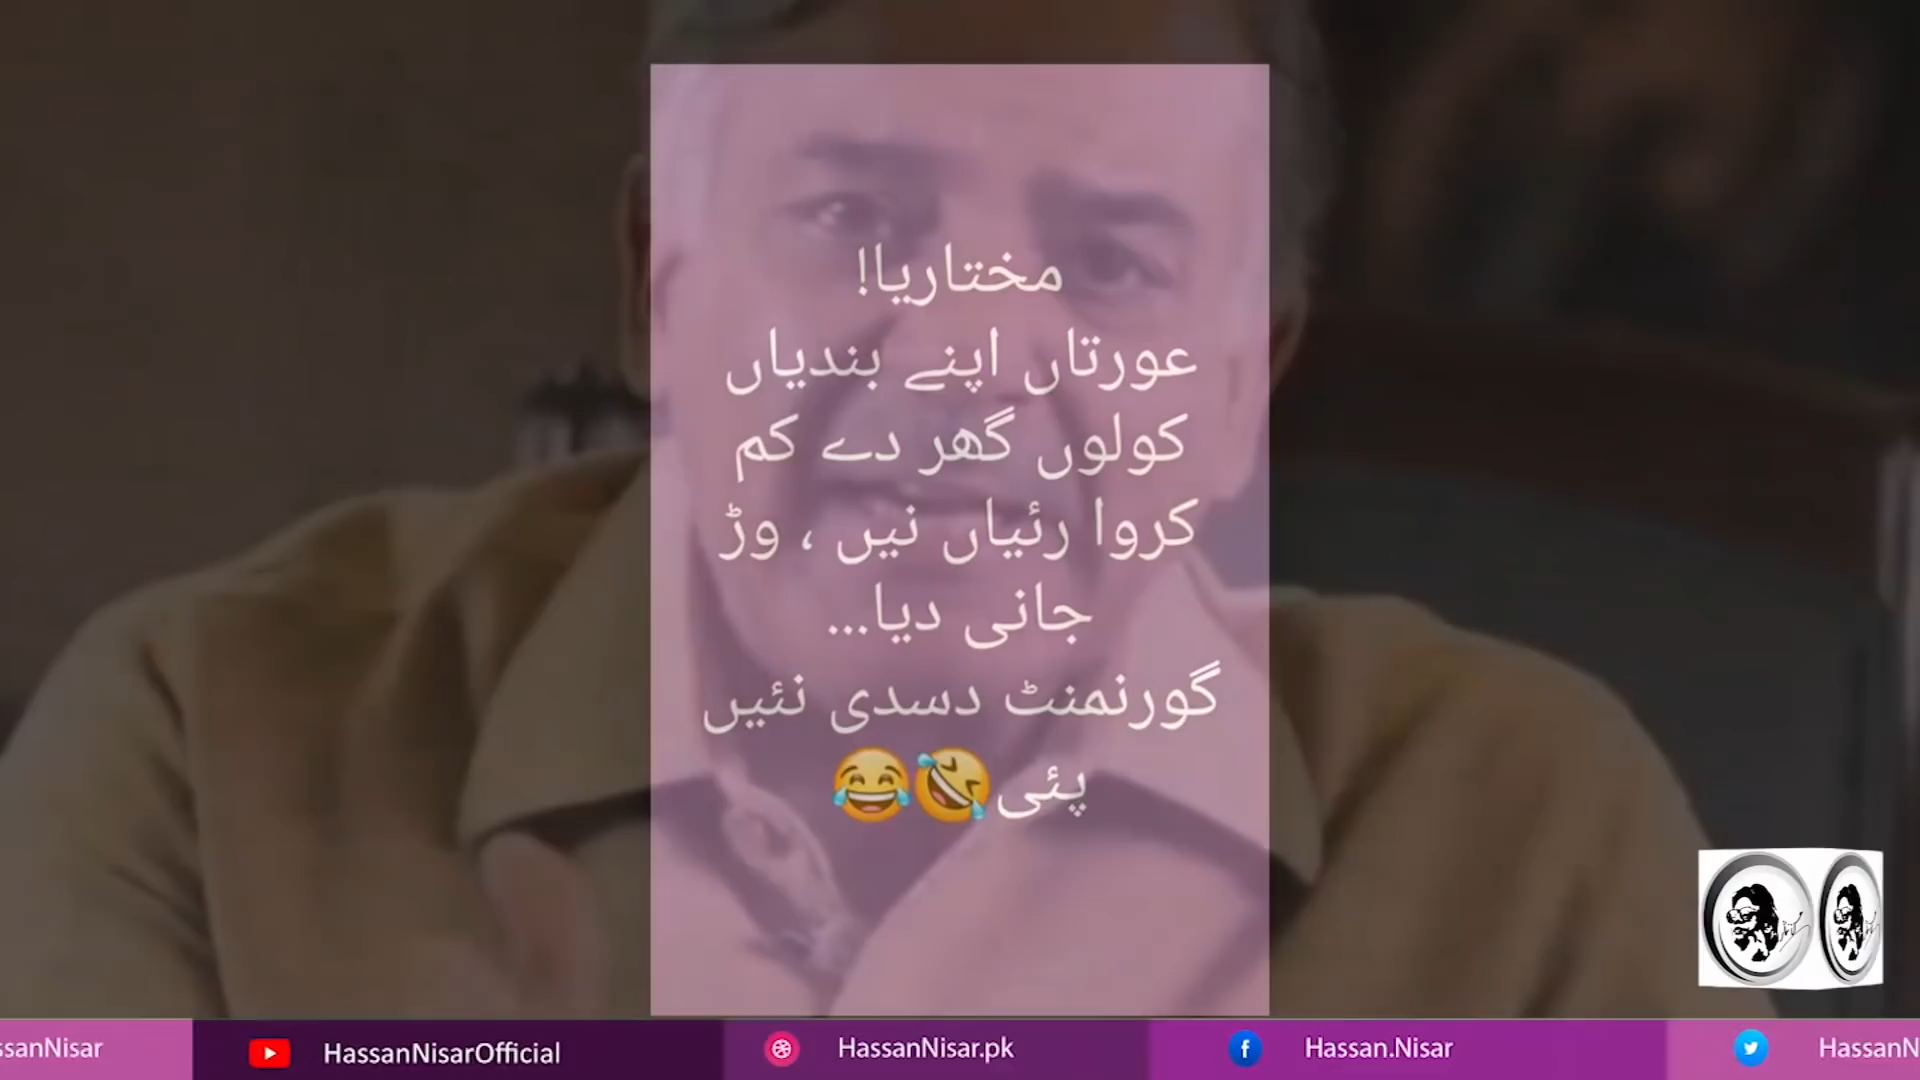 مختاریا!
عورتاں اپنے بندیاں
کولوں گھر دے کم
کروا رئیاں نیں ، وڑ
جانی دیا...
گورنمنٹ دسدی نئیں
پئی🤣😂
ssanNisar
HassanNisarOfficial
HassanNisar.pk
Hassan.Nisar
HassanN